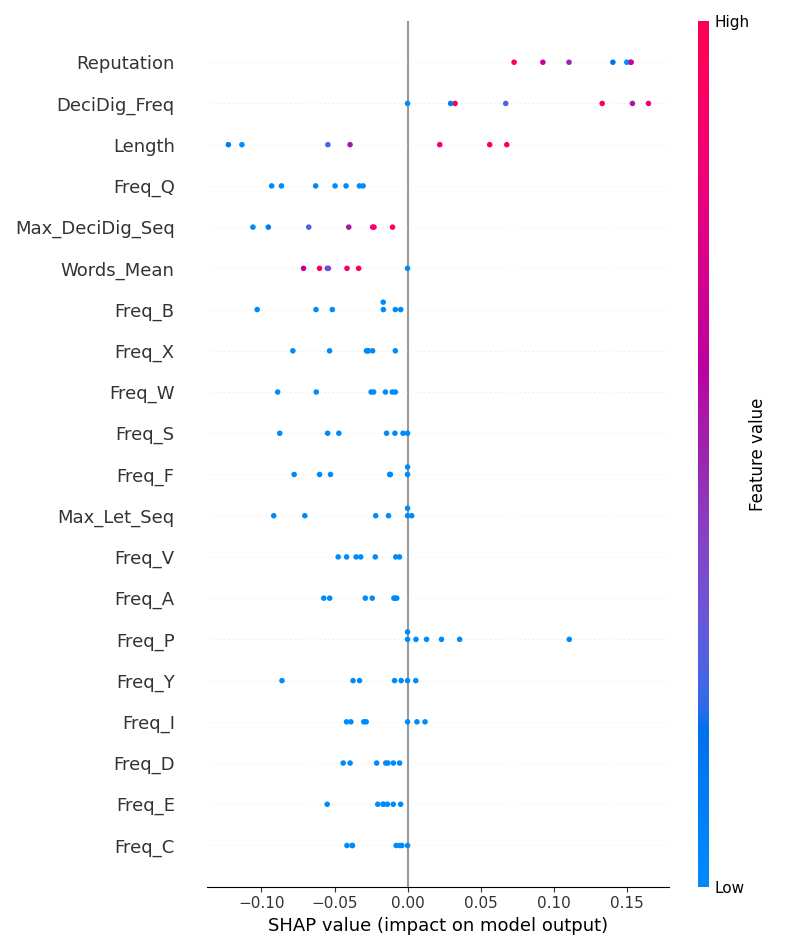 High
Reputation
DeciDig_Freq
Length
Freq_Q
Max_DeciDig_Seq
Words_Mean
Freq_B
Freq_X
Freq_W
Freq_S
Freq_F
Max_Let_Seq
Freq_V
Freq_A
Freq_P
Freq_Y
Freq_I
Freq_D
Freq_E
Freq_C
Feature value
Low
−0.10 −0.05 0.00 0.05 0.10 0.15
SHAP value (impact on model output)